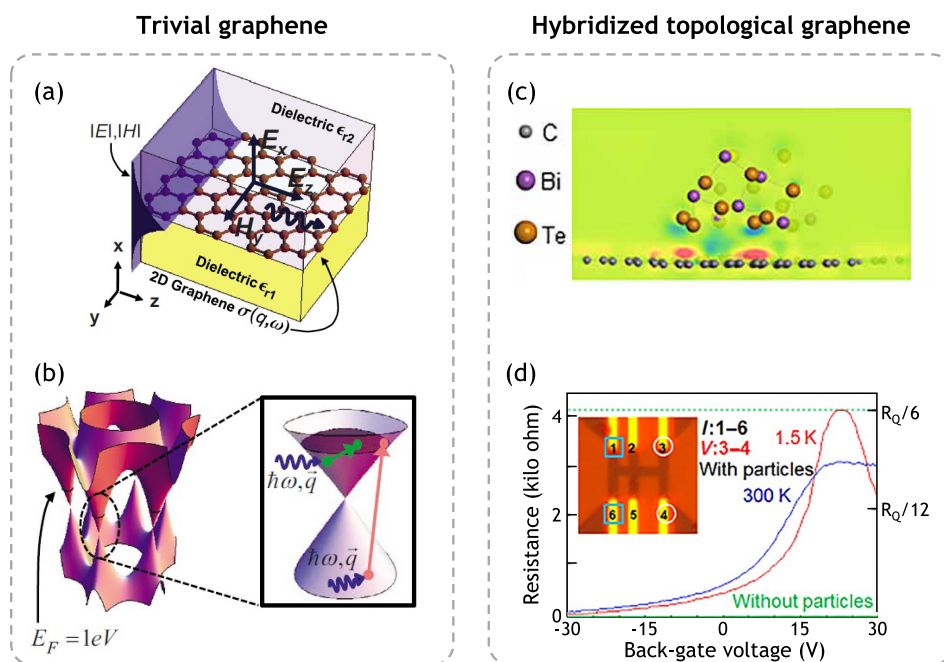 Trivial graphene
Hybridized topological graphene
(a)
|E|,|H|
Dielectric ϵr2
Ex
Ez
Hy
Dielectric ϵr1
2D Graphene σ(q,ω)
x
y
z
(b)
EF = 1eV
ℏω, q⃗
ℏω, q⃗
(c)
C
Bi
Te
(d)
Resistance (kilo ohm)
4
2
0
1
2
3
6
5
4
I:1–6
V:3–4
With particles
1.5 K
300 K
Without particles
RQ/6
RQ/12
-30
-15
0
15
30
Back-gate voltage (V)